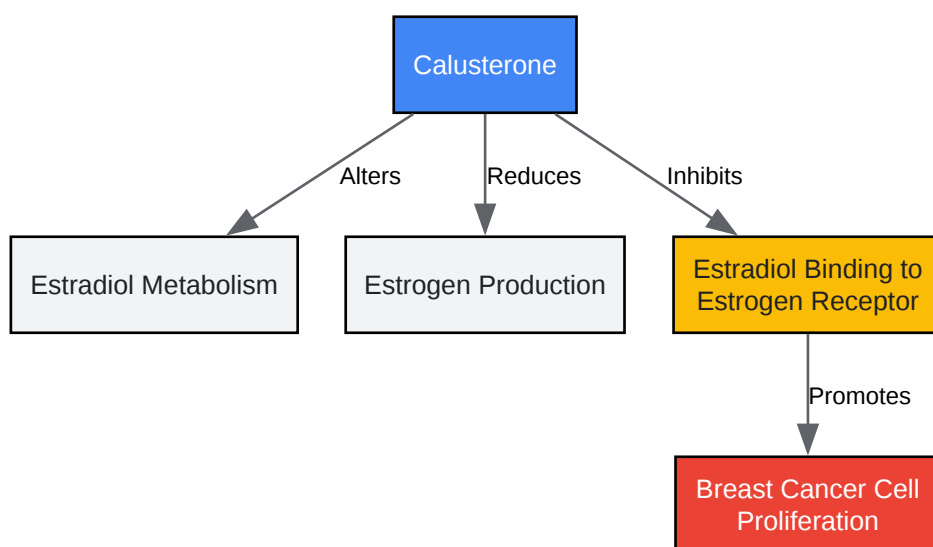 Calusterone
Alters
Reduces
Inhibits
Estradiol Metabolism
Estrogen Production
Estradiol Binding to
Estrogen Receptor
Promotes
Breast Cancer Cell
Proliferation